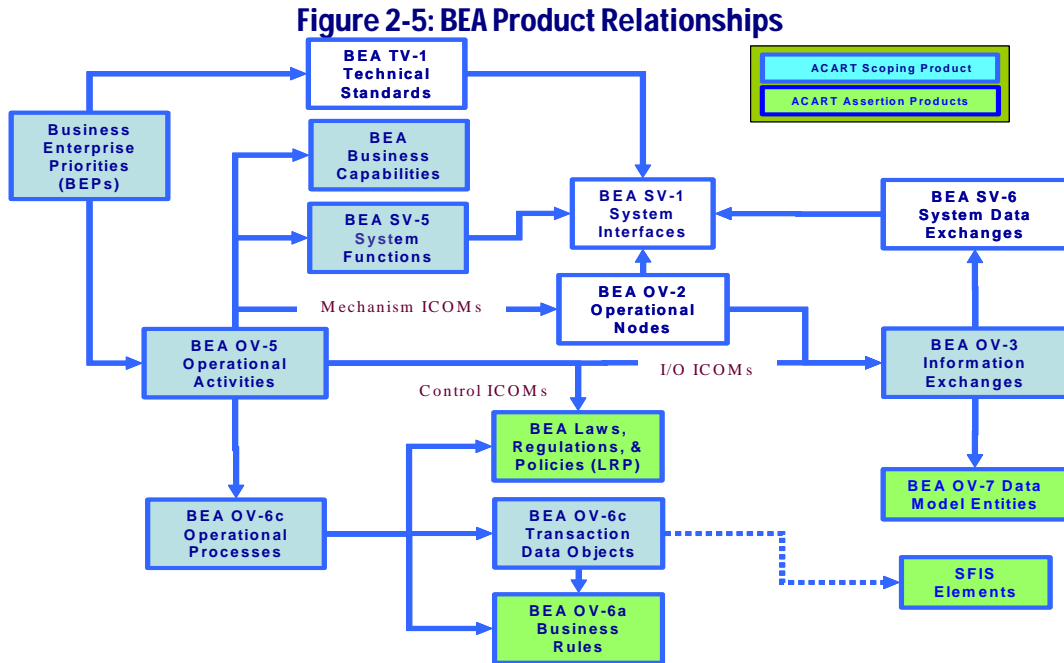 Figure 2-5: BEA Product Relationships
BEA TV-1
Technical
Standards
ACART Scoping Product
ACART Assertion Products
Business
Enterprise
Priorities
(BEPs)
BEA
Business
Capabilities
BEA SV-5
System
Functions
BEA SV-1
System
Interfaces
BEA SV-6
System Data
Exchanges
Mechanism ICOMs
BEA OV-2
Operational
Nodes
BEA OV-5
Operational
Activities
I/O ICOMs
BEA OV-3
Information
Exchanges
Control ICOMs
BEA Laws,
Regulations, &
Policies (LRP)
BEA OV-7 Data
Model Entities
BEA OV-6c
Operational
Processes
BEA OV-6c
Transaction
Data Objects
SFIS
Elements
BEA OV-6a
Business
Rules